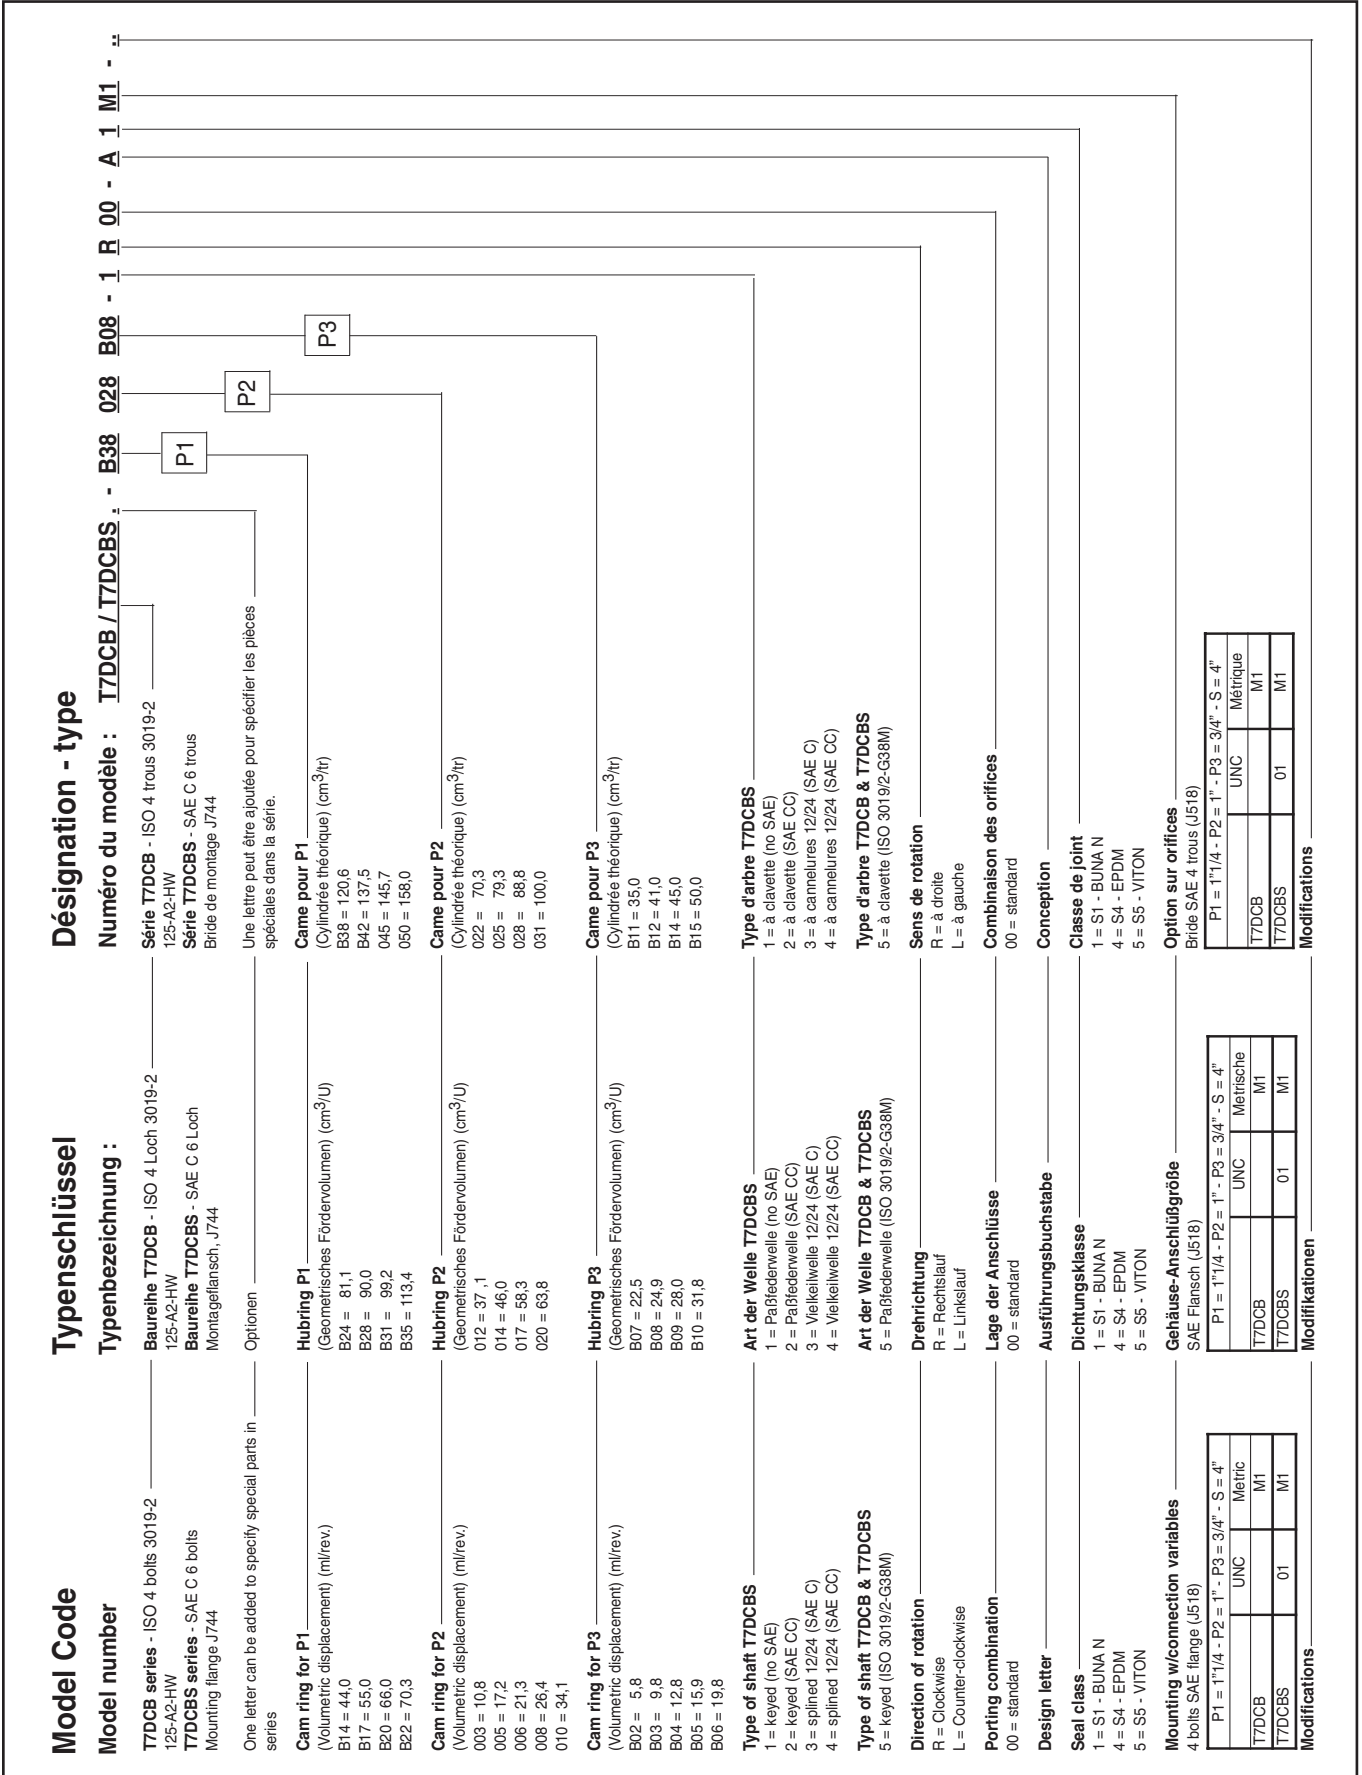 Model Code
Model number
T7DCB series - ISO 4 bolts 3019-2
125-A2-HW
T7DCBS series - SAE C 6 bolts
Mounting flange J744
One letter can be added to specify special parts in
series
Cam ring for P1
(Volumetric displacement) (ml/rev.)
B14 = 44,0
B17 = 55,0
B20 = 66,0
B22 = 70,3
Cam ring for P2
(Volumetric displacement) (ml/rev.)
003 = 10,8
005 = 17,2
006 = 21,3
008 = 26,4
010 = 34,1
Cam ring for P3
(Volumetric displacement) (ml/rev.)
B02 = 5,8
B03 = 9,8
B04 = 12,8
B05 = 15,9
B06 = 19,8
Type of shaft T7DCBS
1 = keyed (no SAE)
2 = keyed (SAE CC)
3 = splined 12/24 (SAE C)
4 = splined 12/24 (SAE CC)
Type of shaft T7DCB & T7DCBS
5 = keyed (ISO 3019/2-G38M)
Direction of rotation
R = Clockwise
L = Counter-clockwise
Porting combination
00 = standard
Design letter
Seal class
1 = S1 - BUNA N
4 = S4 - EPDM
5 = S5 - VITON
Mounting w/connection variables
4 bolts SAE flange (J518)
P1 = 1"1/4 - P2 = 1" - P3 = 3/4" - S = 4"
UNC Metric
T7DCB M1
T7DCBS 01 M1
Modifications
Typenschlüssel
Typenbezeichnung :
Baureihe T7DCB - ISO 4 Loch 3019-2
125-A2-HW
Baureihe T7DCBS - SAE C 6 Loch
Montageflansch, J744
Optionen
Hubring P1
(Geometrisches Fördervolumen) (cm3/U)
B24 = 81,1
B28 = 90,0
B31 = 99,2
B35 = 113,4
Hubring P2
(Geometrisches Fördervolumen) (cm3/U)
012 = 37 ,1
014 = 46,0
017 = 58,3
020 = 63,8
Hubring P3
(Geometrisches Fördervolumen) (cm3/U)
B07 = 22,5
B08 = 24,9
B09 = 28,0
B10 = 31,8
Art der Welle T7DCBS
1 = Paßfederwelle (no SAE)
2 = Paßfederwelle (SAE CC)
3 = Vielkeilwelle 12/24 (SAE C)
4 = Vielkeilwelle 12/24 (SAE CC)
Art der Welle T7DCB & T7DCBS
5 = Paßfederwelle (ISO 3019/2-G38M)
Drehrichtung
R = Rechtslauf
L = Linkslauf
Lage der Anschlüsse
00 = standard
Ausführungsbuchstabe
Dichtungsklasse
1 = S1 - BUNA N
4 = S4 - EPDM
5 = S5 - VITON
Gehäuse-Anschlüßgröße
SAE Flansch (J518)
P1 = 1"1/4 - P2 = 1" - P3 = 3/4" - S = 4"
UNC Metrische
T7DCB M1
T7DCBS 01 M1
Modifikationen
Désignation - type
Numéro du modèle : T7DCB / T7DCBS . - B38 028 B08 - 1 R 00 - A 1 M1 - ..
P1
P2
P3
Série T7DCB - ISO 4 trous 3019-2
125-A2-HW
Série T7DCBS - SAE C 6 trous
Bride de montage J744
Une lettre peut être ajoutée pour spécifier les pièces
spéciales dans la série.
Came pour P1
(Cylindrée théorique) (cm3/tr)
B38 = 120,6
B42 = 137,5
045 = 145,7
050 = 158,0
Came pour P2
(Cylindrée théorique) (cm3/tr)
022 = 70,3
025 = 79,3
028 = 88,8
031 = 100,0
Came pour P3
(Cylindrée théorique) (cm3/tr)
B11 = 35,0
B12 = 41,0
B14 = 45,0
B15 = 50,0
Type d'arbre T7DCBS
1 = à clavette (no SAE)
2 = à clavette (SAE CC)
3 = à cannelures 12/24 (SAE C)
4 = à cannelures 12/24 (SAE CC)
Type d'arbre T7DCB & T7DCBS
5 = à clavette (ISO 3019/2-G38M)
Sens de rotation
R = à droite
L = à gauche
Combinaison des orifices
00 = standard
Conception
Classe de joint
1 = S1 - BUNA N
4 = S4 - EPDM
5 = S5 - VITON
Option sur orifices
Bride SAE 4 trous (J518)
P1 = 1"1/4 - P2 = 1" - P3 = 3/4" - S = 4"
UNC Métrique
T7DCB M1
T7DCBS 01 M1
Modifications